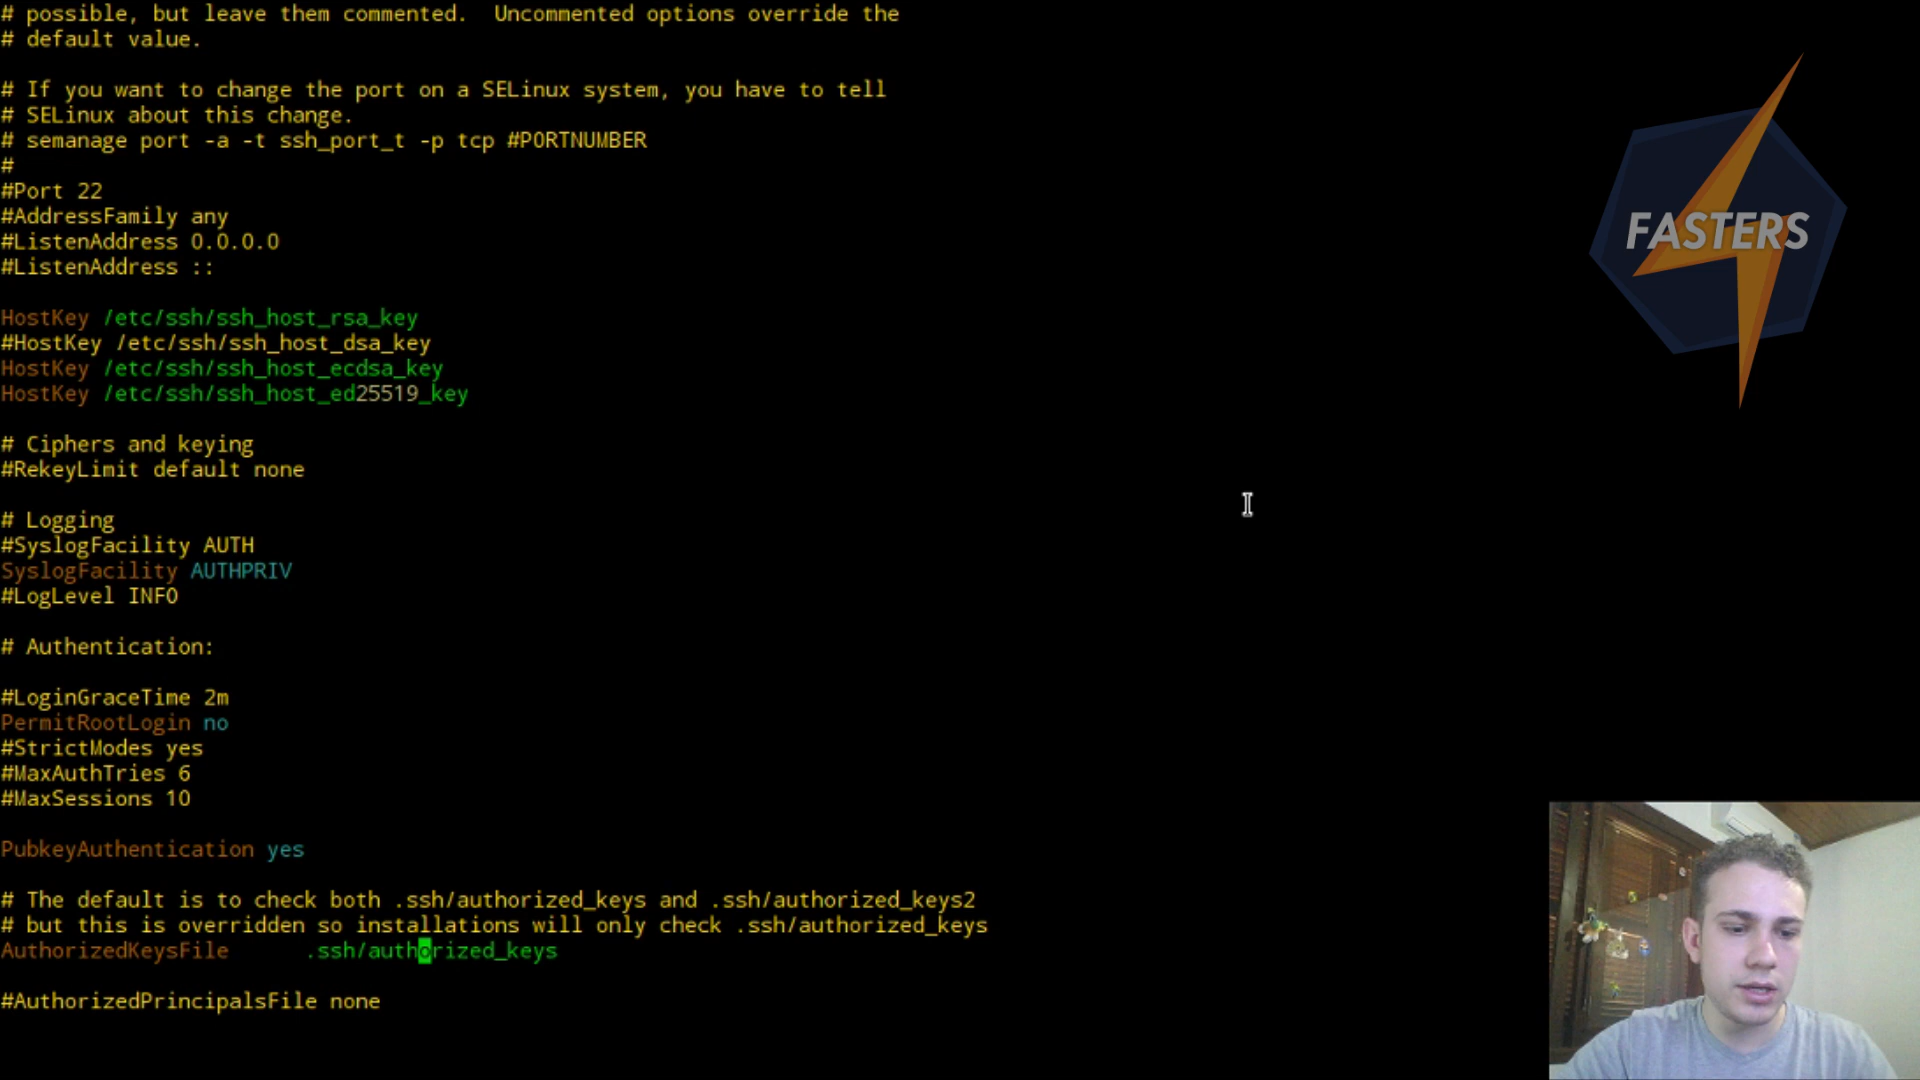 # possible, but leave them commented.  Uncommented options override the
# default value.
# If you want to change the port on a SELinux system, you have to tell
# SELinux about this change.
# semanage port -a -t ssh_port_t -p tcp #PORTNUMBER
#
#Port 22
#AddressFamily any
#ListenAddress 0.0.0.0
#ListenAddress ::
HostKey /etc/ssh/ssh_host_rsa_key
#HostKey /etc/ssh/ssh_host_dsa_key
HostKey /etc/ssh/ssh_host_ecdsa_key
HostKey /etc/ssh/ssh_host_ed25519_key
# Ciphers and keying
#RekeyLimit default none
# Logging
#SyslogFacility AUTH
SyslogFacility AUTHPRIV
#LogLevel INFO
# Authentication:
#LoginGraceTime 2m
PermitRootLogin no
#StrictModes yes
#MaxAuthTries 6
#MaxSessions 10
PubkeyAuthentication yes
# The default is to check both .ssh/authorized_keys and .ssh/authorized_keys2
# but this is overridden so installations will only check .ssh/authorized_keys
AuthorizedKeysFile      .ssh/authorized_keys
#AuthorizedPrincipalsFile none
FASTERS